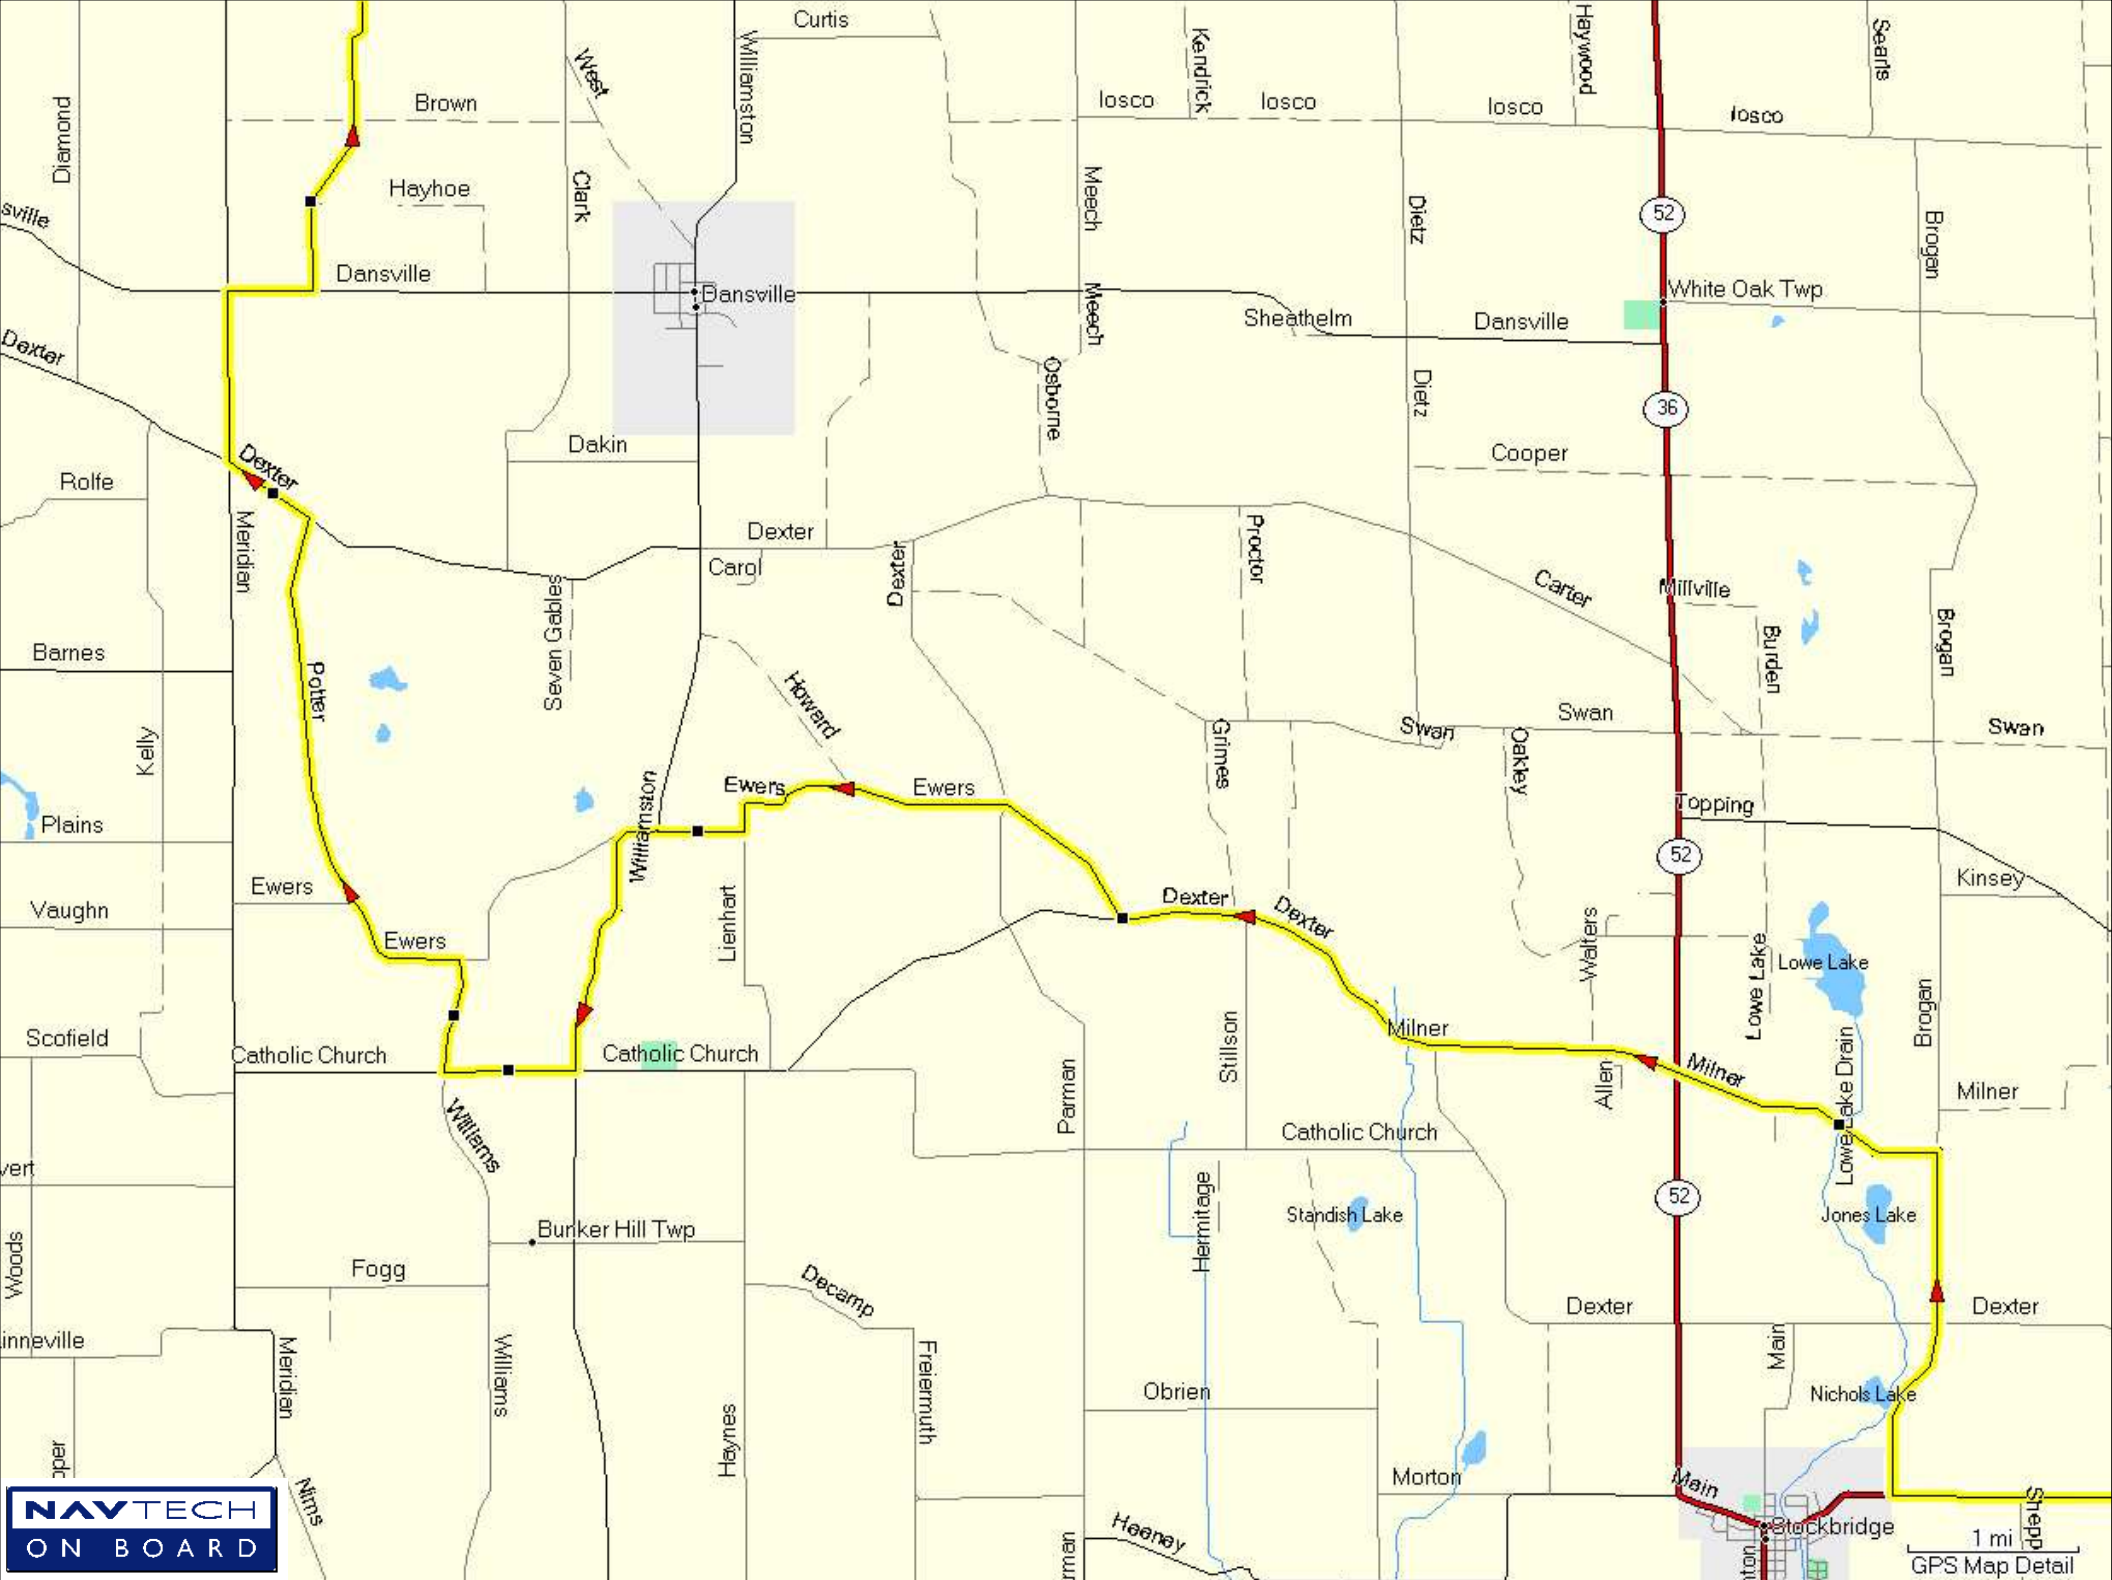 Curtis
Haywood
Searls
Kendrick
West
Williamston
Diamond
Brown
Iosco
Iosco
Iosco
Iosco
Hayhoe
Clark
Meech
Dietz
52
Brogan
sville
Dansville
Dansville
Meech
White Oak Twp
Sheathelm
Dansville
Dexter
Osborne
Dietz
36
Dakin
Cooper
Dexter
Rolfe
Meridian
Dexter
Proctor
Carol
Dexter
Carter
Millville
Seven Gables
Burden
Brogan
Barnes
Potter
Howard
Swan
Swan
Swan
Kelly
Grimes
Oakley
Ewers
Ewers
Williamston
Topping
Plains
52
Ewers
Kinsey
Vaughn
Lienhart
Dexter
Dexter
Walters
Ewers
Lowe Lake
Lowe Lake
Brogan
Milner
Scofield
Stillson
Catholic Church
Catholic Church
Milner
Allen
Lowe Lake Drain
Milner
Parman
Williams
Catholic Church
vert
52
Hermitage
Standish Lake
Jones Lake
Bunker Hill Twp
Woods
Fogg
Decamp
Dexter
Dexter
inneville
Main
Meridian
Williams
Freiermuth
Obrien
Nichols Lake
Haynes
pper
Morton
Main
Nims
Shepp
NAVTECH
ON BOARD
Heeney
Stockbridge
rman
nton
1 mi
GPS Map Detail